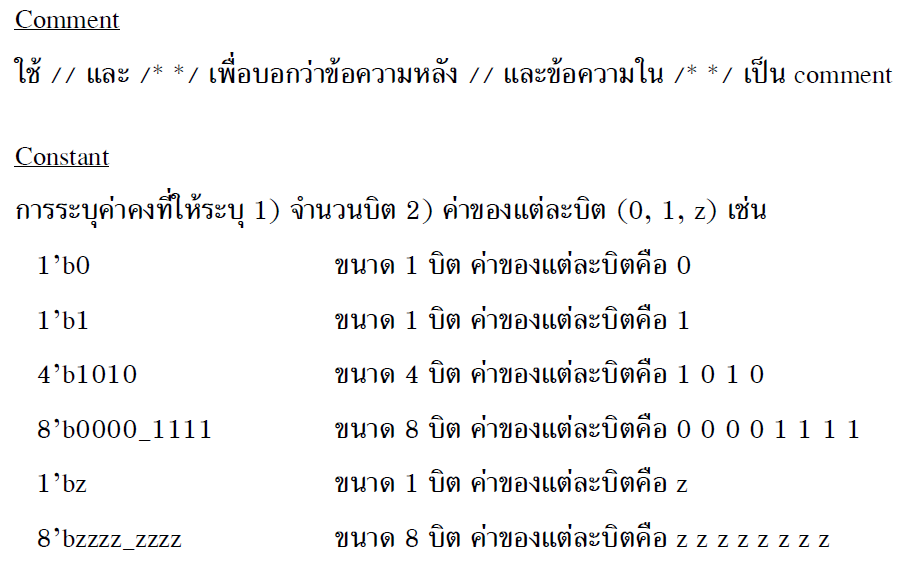 Comment
ใช้ // และ /* */ เพื่อบอกว่าข้อความหลัง // และข้อความใน /* */ เป็น comment
Constant
การระบุค่าคงที่ให้ระบุ 1) จำนวนบิต 2) ค่าของแต่ละบิต (0, 1, z) เช่น
1’b0 ขนาด 1 บิต ค่าของแต่ละบิตคือ 0
1’b1 ขนาด 1 บิต ค่าของแต่ละบิตคือ 1
4’b1010 ขนาด 4 บิต ค่าของแต่ละบิตคือ 1 0 1 0
8’b0000_1111 ขนาด 8 บิต ค่าของแต่ละบิตคือ 0 0 0 0 1 1 1 1
1’bz ขนาด 1 บิต ค่าของแต่ละบิตคือ z
8’bzzzz_zzzz ขนาด 8 บิต ค่าของแต่ละบิตคือ z z z z z z z z